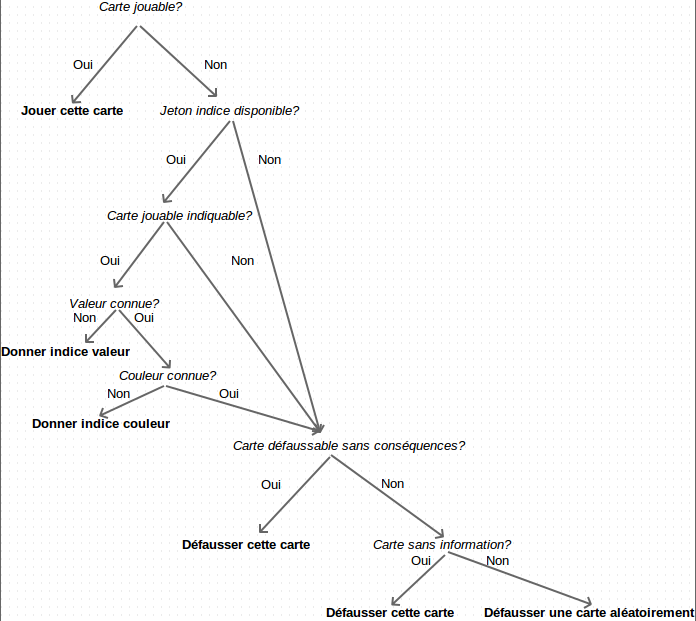 Carte jouable?
Oui
Non
Jouer cette carte
Jeton indice disponible?
Oui
Non
Carte jouable indiquable?
Oui
Non
Valeur connue?
Non
Oui
Donner indice valeur
Couleur connue?
Non
Oui
Donner indice couleur
Carte défaussable sans conséquences?
Oui
Non
Défausser cette carte
Carte sans information?
Oui
Non
Défausser cette carte
Défausser une carte aléatoirement